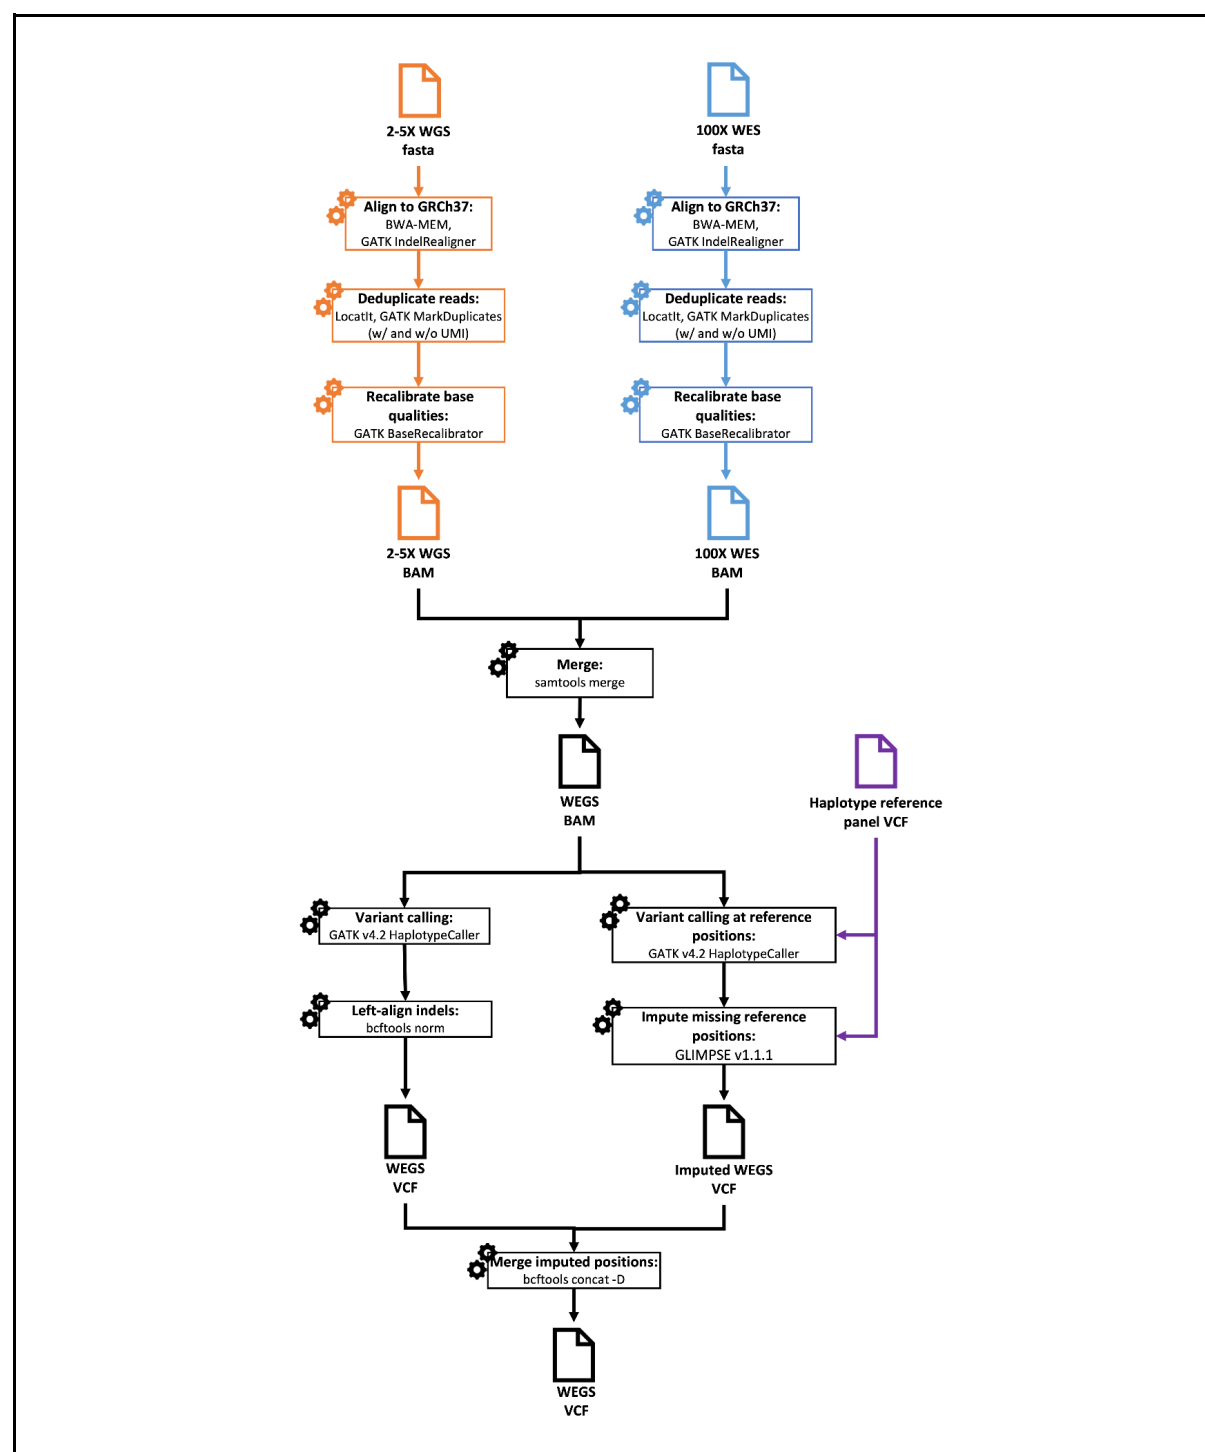 2-5X WGS
fasta
100X WES
fasta
Align to GRCh37:
BWA-MEM,
GATK IndelRealigner
Align to GRCh37:
BWA-MEM,
GATK IndelRealigner
Deduplicate reads:
LocatIt, GATK MarkDuplicates
(w/ and w/o UMI)
Deduplicate reads:
LocatIt, GATK MarkDuplicates
(w/ and w/o UMI)
Recalibrate base
qualities:
GATK BaseRecalibrator
Recalibrate base
qualities:
GATK BaseRecalibrator
2-5X WGS
BAM
100X WES
BAM
Merge:
samtools merge
WEGS
BAM
Haplotype reference
panel VCF
Variant calling:
GATK v4.2 HaplotypeCaller
Variant calling at reference
positions:
GATK v4.2 HaplotypeCaller
Left-align indels:
bcftools norm
Impute missing reference
positions:
GLIMPSE v1.1.1
WEGS
VCF
Imputed WEGS
VCF
Merge imputed positions:
bcftools concat -D
WEGS
VCF